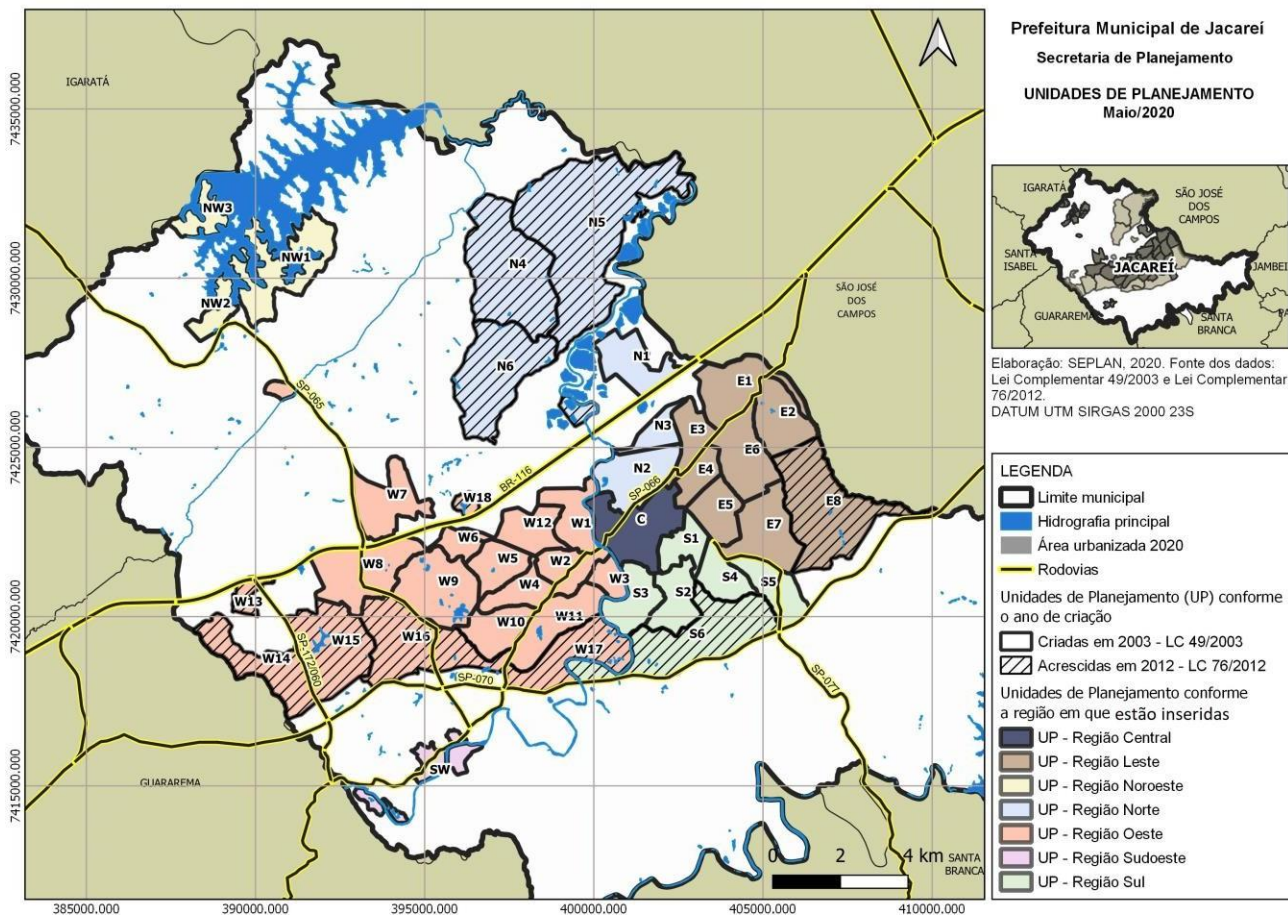 Prefeitura Municipal de Jacareí
Secretaria de Planejamento
UNIDADES DE PLANEJAMENTO
Maio/2020
IGARATÁ
SÃO JOSÉ
DOS
CAMPOS
SANTA
ISABEL
JACAREÍ
JAMBEI
GUARAREMA
SANTA
BRANCA
PA
Elaboração: SEPLAN, 2020. Fonte dos dados:
Lei Complementar 49/2003 e Lei Complementar
76/2012.
DATUM UTM SIRGAS 2000 23S
LEGENDA
Limite municipal
Hidrografia principal
Área urbanizada 2020
Rodovias
Unidades de Planejamento (UP) conforme
o ano de criação
Criadas em 2003 - LC 49/2003
Acrescidas em 2012 - LC 76/2012
Unidades de Planejamento conforme
a região em que estão inseridas
UP - Região Central
UP - Região Leste
UP - Região Noroeste
UP - Região Norte
UP - Região Oeste
UP - Região Sudoeste
UP - Região Sul
IGARATÁ
NW3
NW1
NW2
N5
N4
N6
N1
SÃO JOSÉ
DOS
CAMPOS
E1
E2
SP-065
N3
E3
E6
BR-116
N2
E4
SP-066
W7
W18
E5
E8
W12
W1
C
E7
W6
S1
W8
W5
W2
W9
W4
W3
S4
S5
W13
S3
S2
W10
W11
W15
W16
S6
W14
W17
SP-172/060
SP-070
SP-077
SW
GUARAREMA
0 2 4 km
SANTA
BRANCA
7435000.000
7430000.000
7425000.000
7420000.000
7415000.000
385000.000 390000.000 395000.000 400000.000 405000.000 410000.000